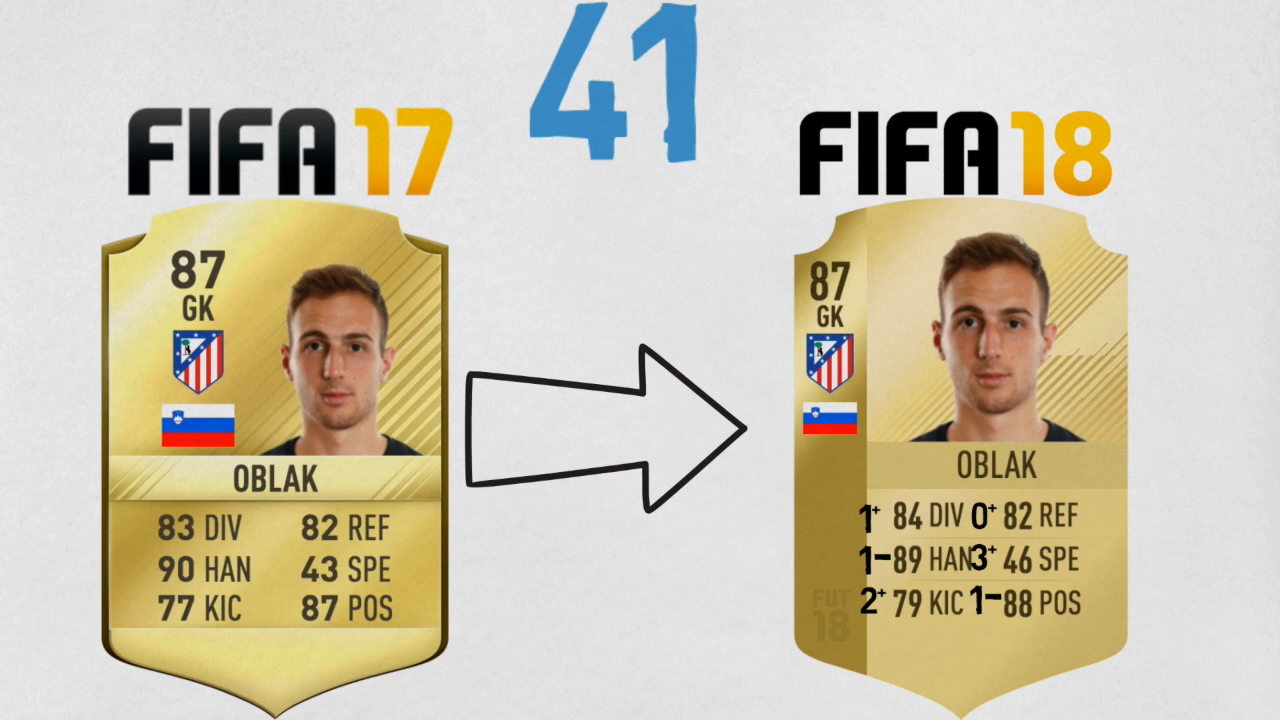 41
FIFA 17
87
GK
OBLAK
83 DIV 82 REF
90 HAN 43 SPE
77 KIC 87 POS
FIFA 18
87
GK
OBLAK
1+ 84 DIV 0+ 82 REF
1- 89 HAN 3+ 46 SPE
2+ 79 KIC 1- 88 POS
FUT
18